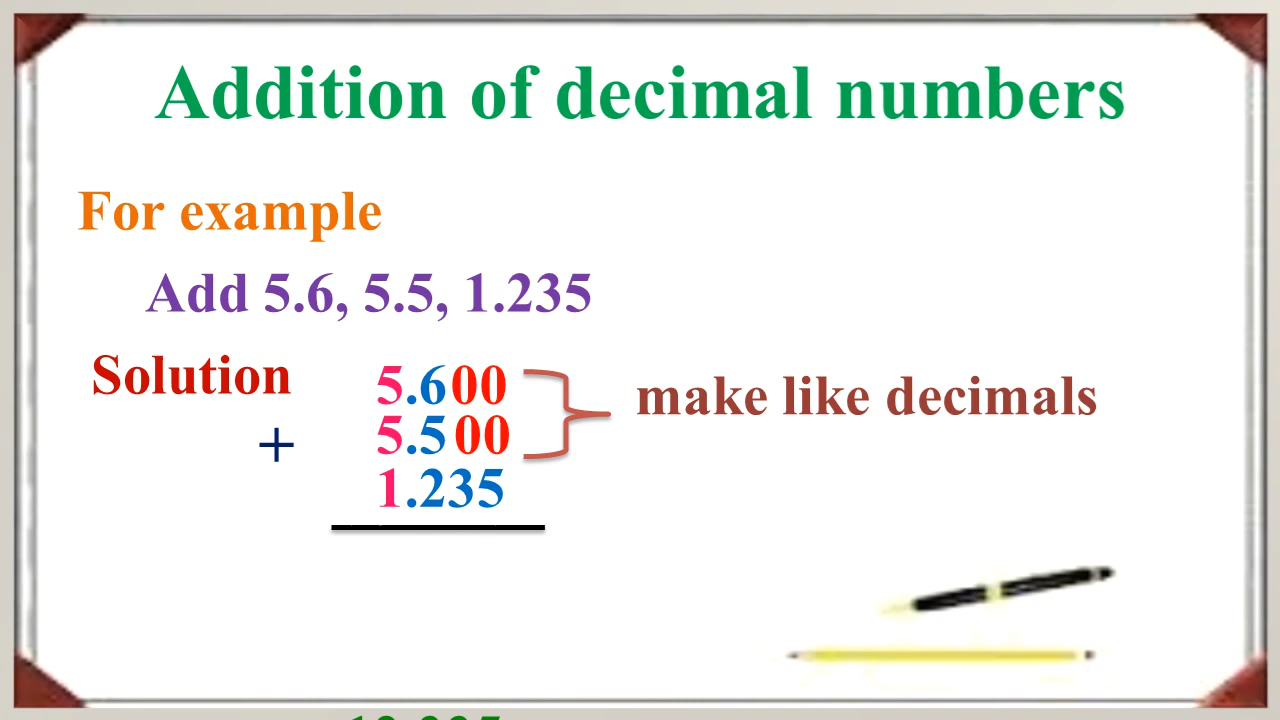 Addition of decimal numbers
For example
Add 5.6, 5.5, 1.235
Solution
5.600
+ 5.500
1.235
make like decimals